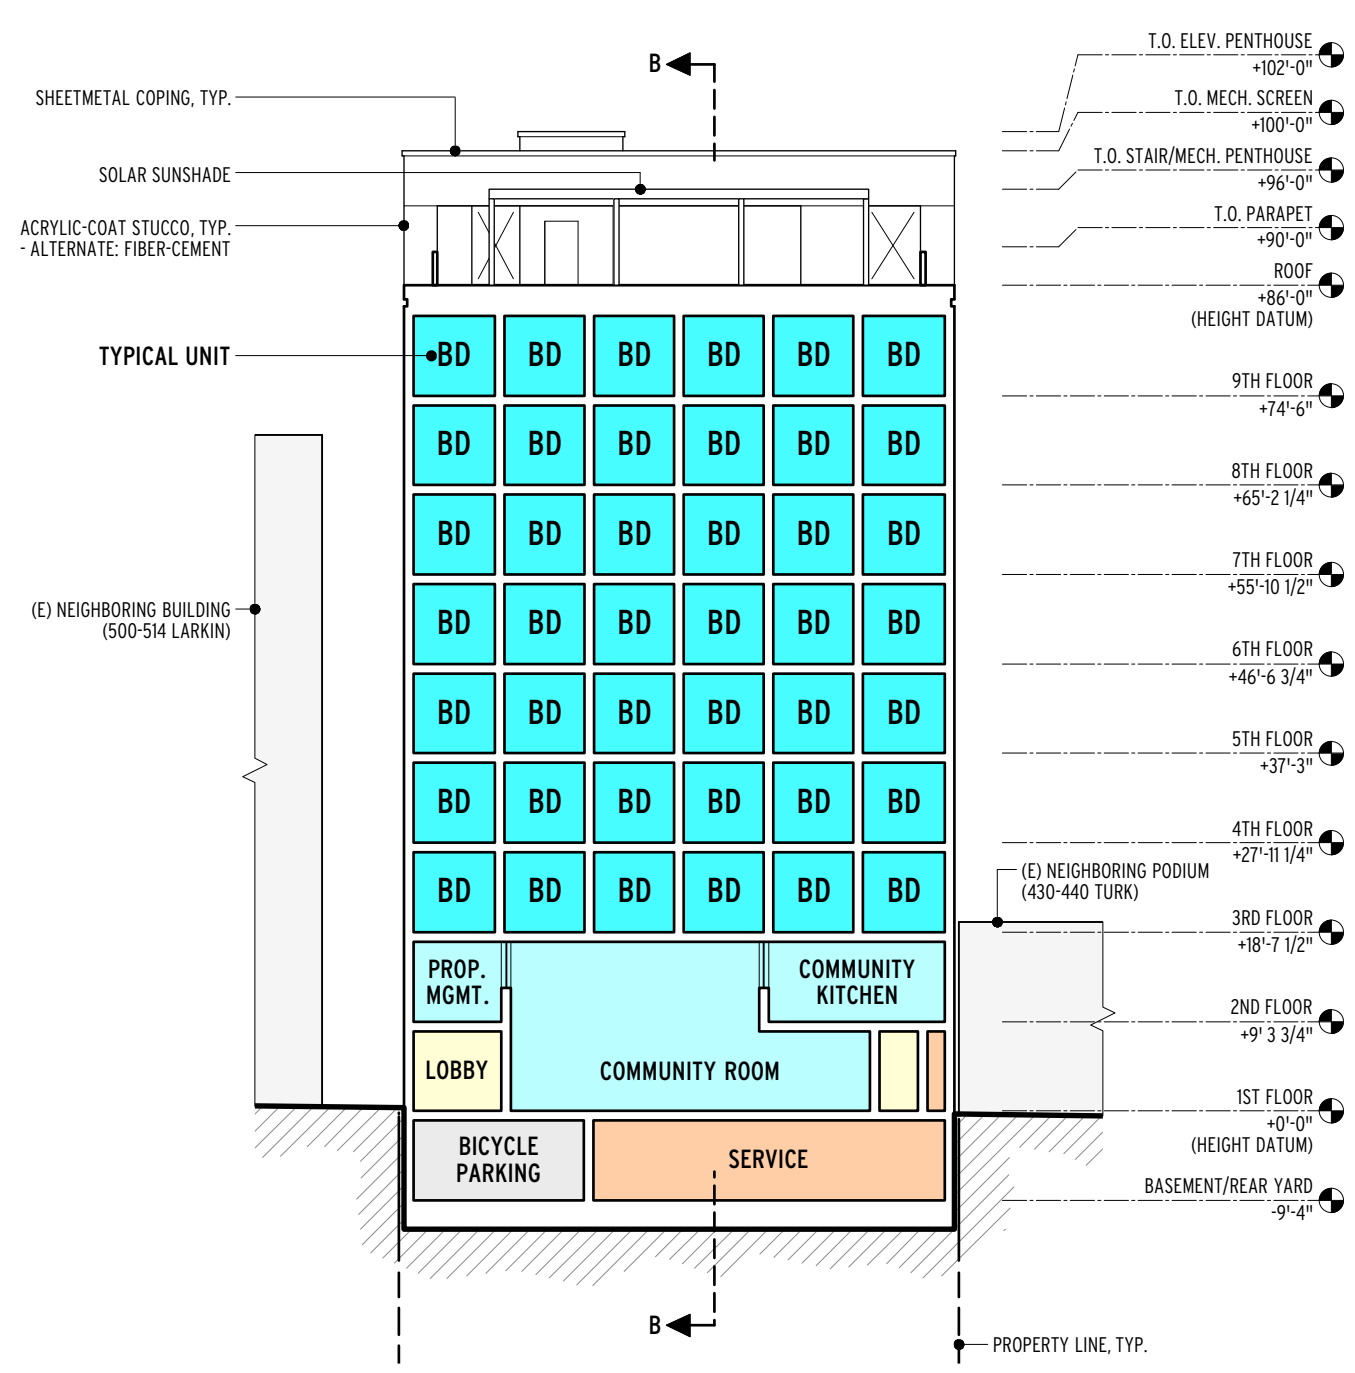 B
T.O. ELEV. PENTHOUSE
+102'-0"
SHEETMETAL COPING, TYP.
T.O. MECH. SCREEN
+100'-0"
SOLAR SUNSHADE
T.O. STAIR/MECH. PENTHOUSE
+96'-0"
ACRYLIC-COAT STUCCO, TYP.
- ALTERNATE: FIBER-CEMENT
T.O. PARAPET
+90'-0"
ROOF
+86'-0"
(HEIGHT DATUM)
TYPICAL UNIT
BD BD BD BD BD BD
9TH FLOOR
+74'-6"
BD BD BD BD BD BD
8TH FLOOR
+65'-2 1/4"
BD BD BD BD BD BD
7TH FLOOR
+55'-10 1/2"
(E) NEIGHBORING BUILDING
(500-514 LARKIN)
BD BD BD BD BD BD
6TH FLOOR
+46'-6 3/4"
BD BD BD BD BD BD
5TH FLOOR
+37'-3"
BD BD BD BD BD BD
4TH FLOOR
+27'-11 1/4"
(E) NEIGHBORING PODIUM
(430-440 TURK)
BD BD BD BD BD BD
3RD FLOOR
+18'-7 1/2"
PROP.
MGMT.
COMMUNITY
KITCHEN
2ND FLOOR
+9' 3 3/4"
LOBBY
COMMUNITY ROOM
1ST FLOOR
+0'-0"
(HEIGHT DATUM)
BICYCLE
PARKING
SERVICE
BASEMENT/REAR YARD
-9'-4"
B
PROPERTY LINE, TYP.